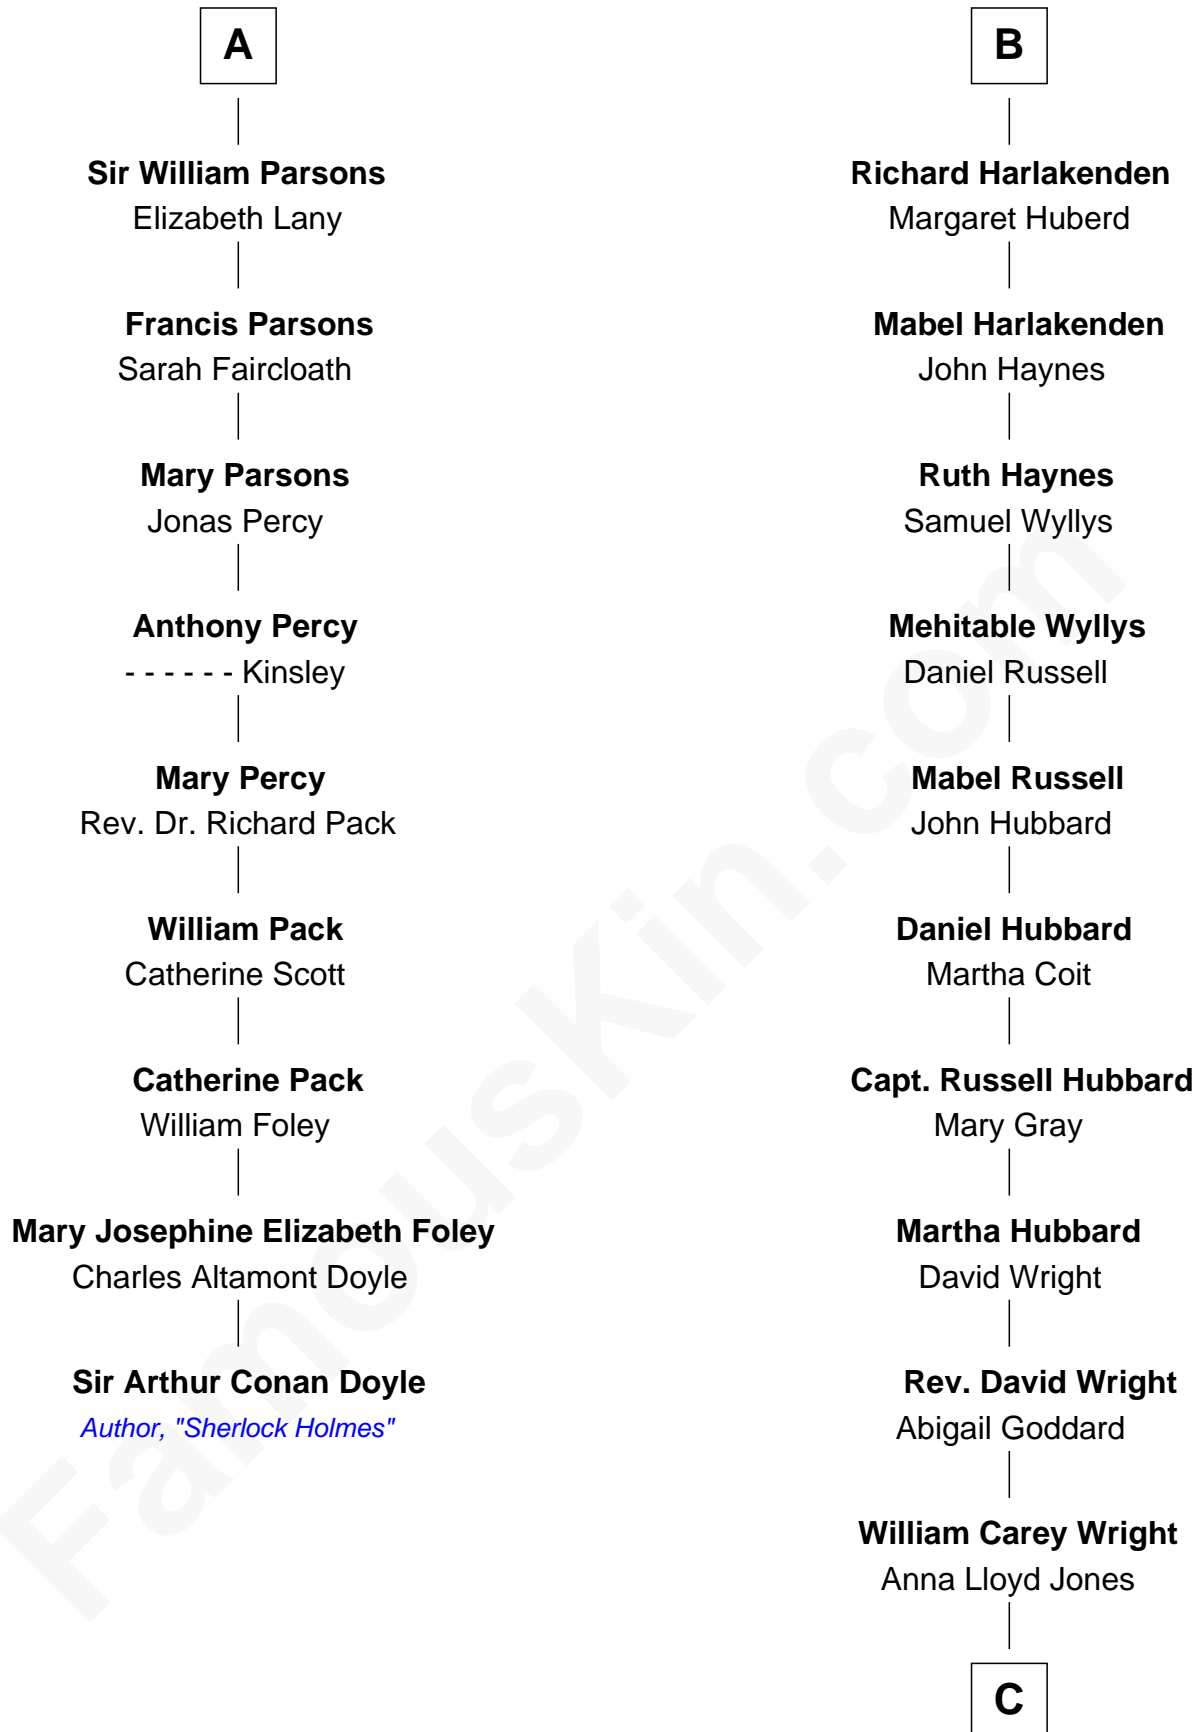 A
Sir William Parsons
Elizabeth Lany
Francis Parsons
Sarah Faircloath
Mary Parsons
Jonas Percy
Anthony Percy
- - - - - - Kinsley
Mary Percy
Rev. Dr. Richard Pack
William Pack
Catherine Scott
Catherine Pack
William Foley
Mary Josephine Elizabeth Foley
Charles Altamont Doyle
Sir Arthur Conan Doyle
Author, "Sherlock Holmes"
B
Richard Harlakenden
Margaret Huberd
Mabel Harlakenden
John Haynes
Ruth Haynes
Samuel Wyllys
Mehitable Wyllys
Daniel Russell
Mabel Russell
John Hubbard
Daniel Hubbard
Martha Coit
Capt. Russell Hubbard
Mary Gray
Martha Hubbard
David Wright
Rev. David Wright
Abigail Goddard
William Carey Wright
Anna Lloyd Jones
C
FamousKin.com